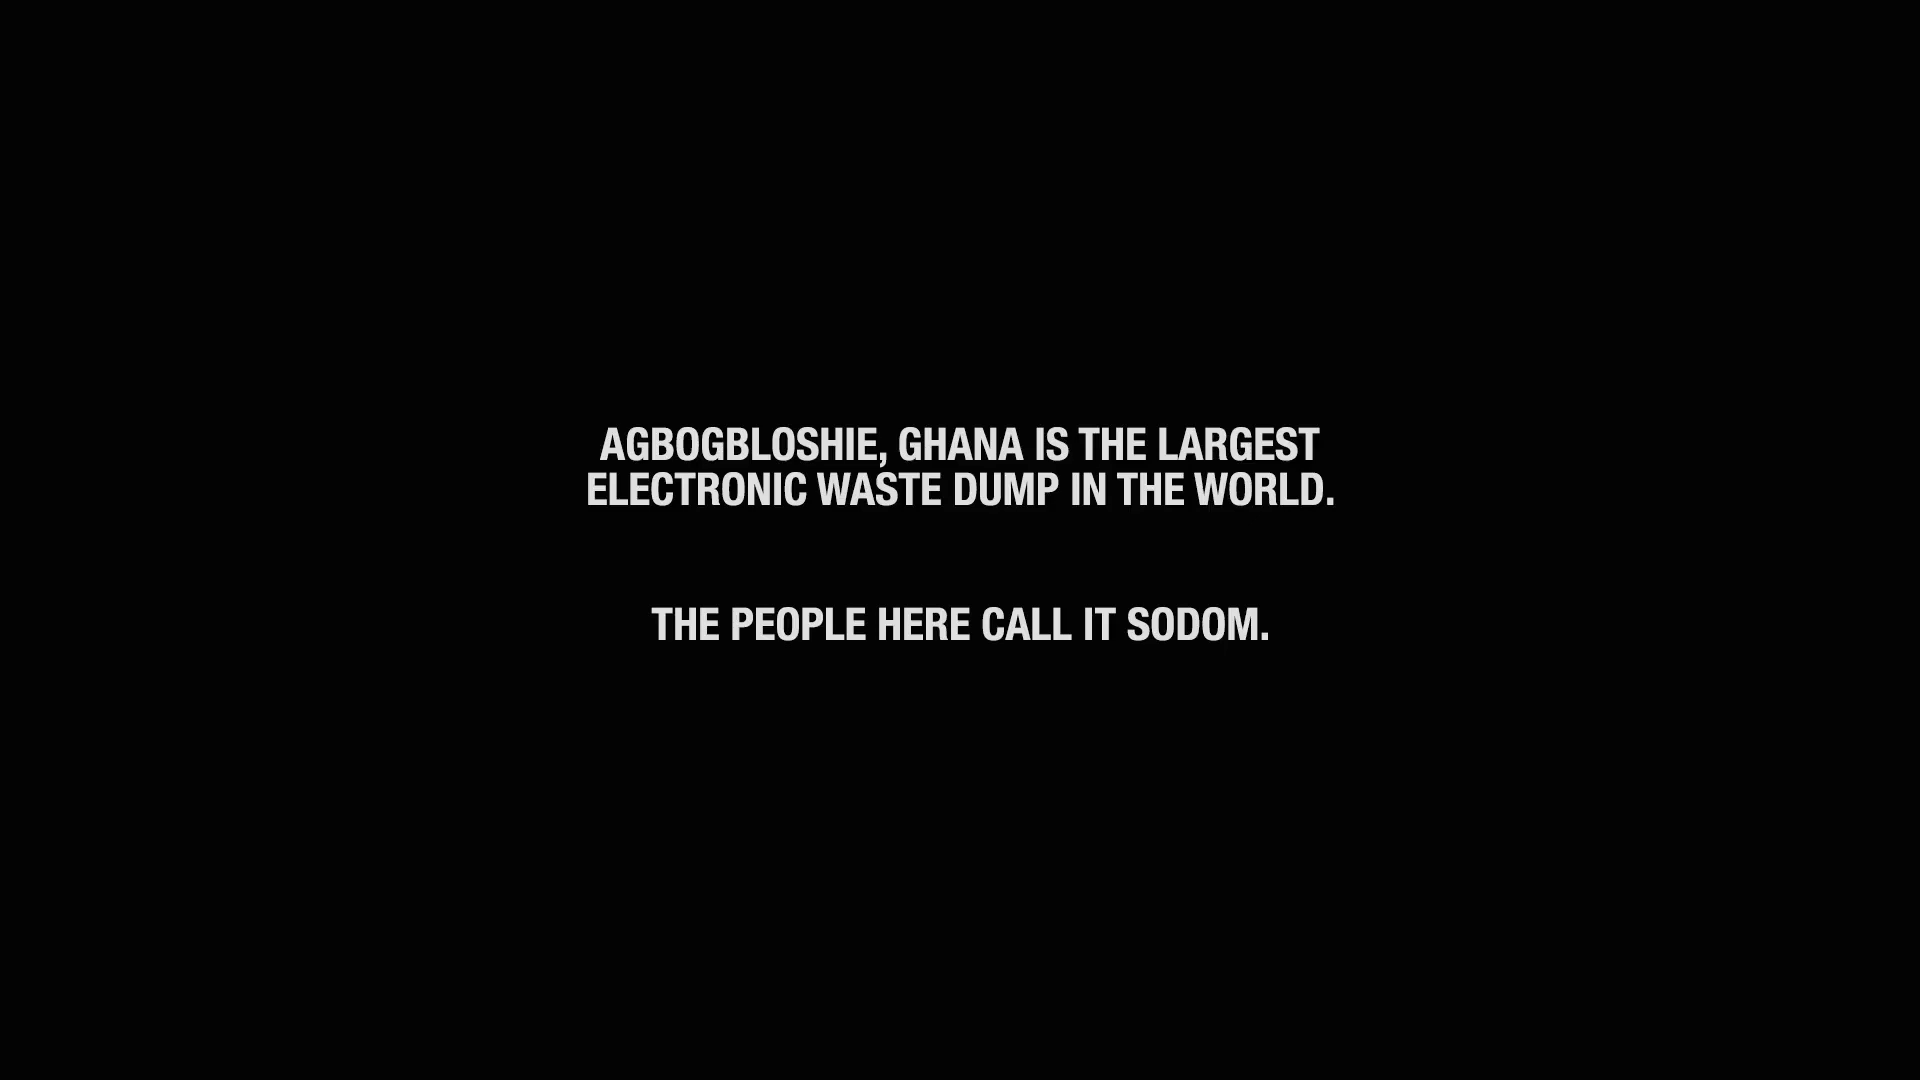 AGBOGBLOSHIE, GHANA IS THE LARGEST
ELECTRONIC WASTE DUMP IN THE WORLD.
THE PEOPLE HERE CALL IT SODOM.